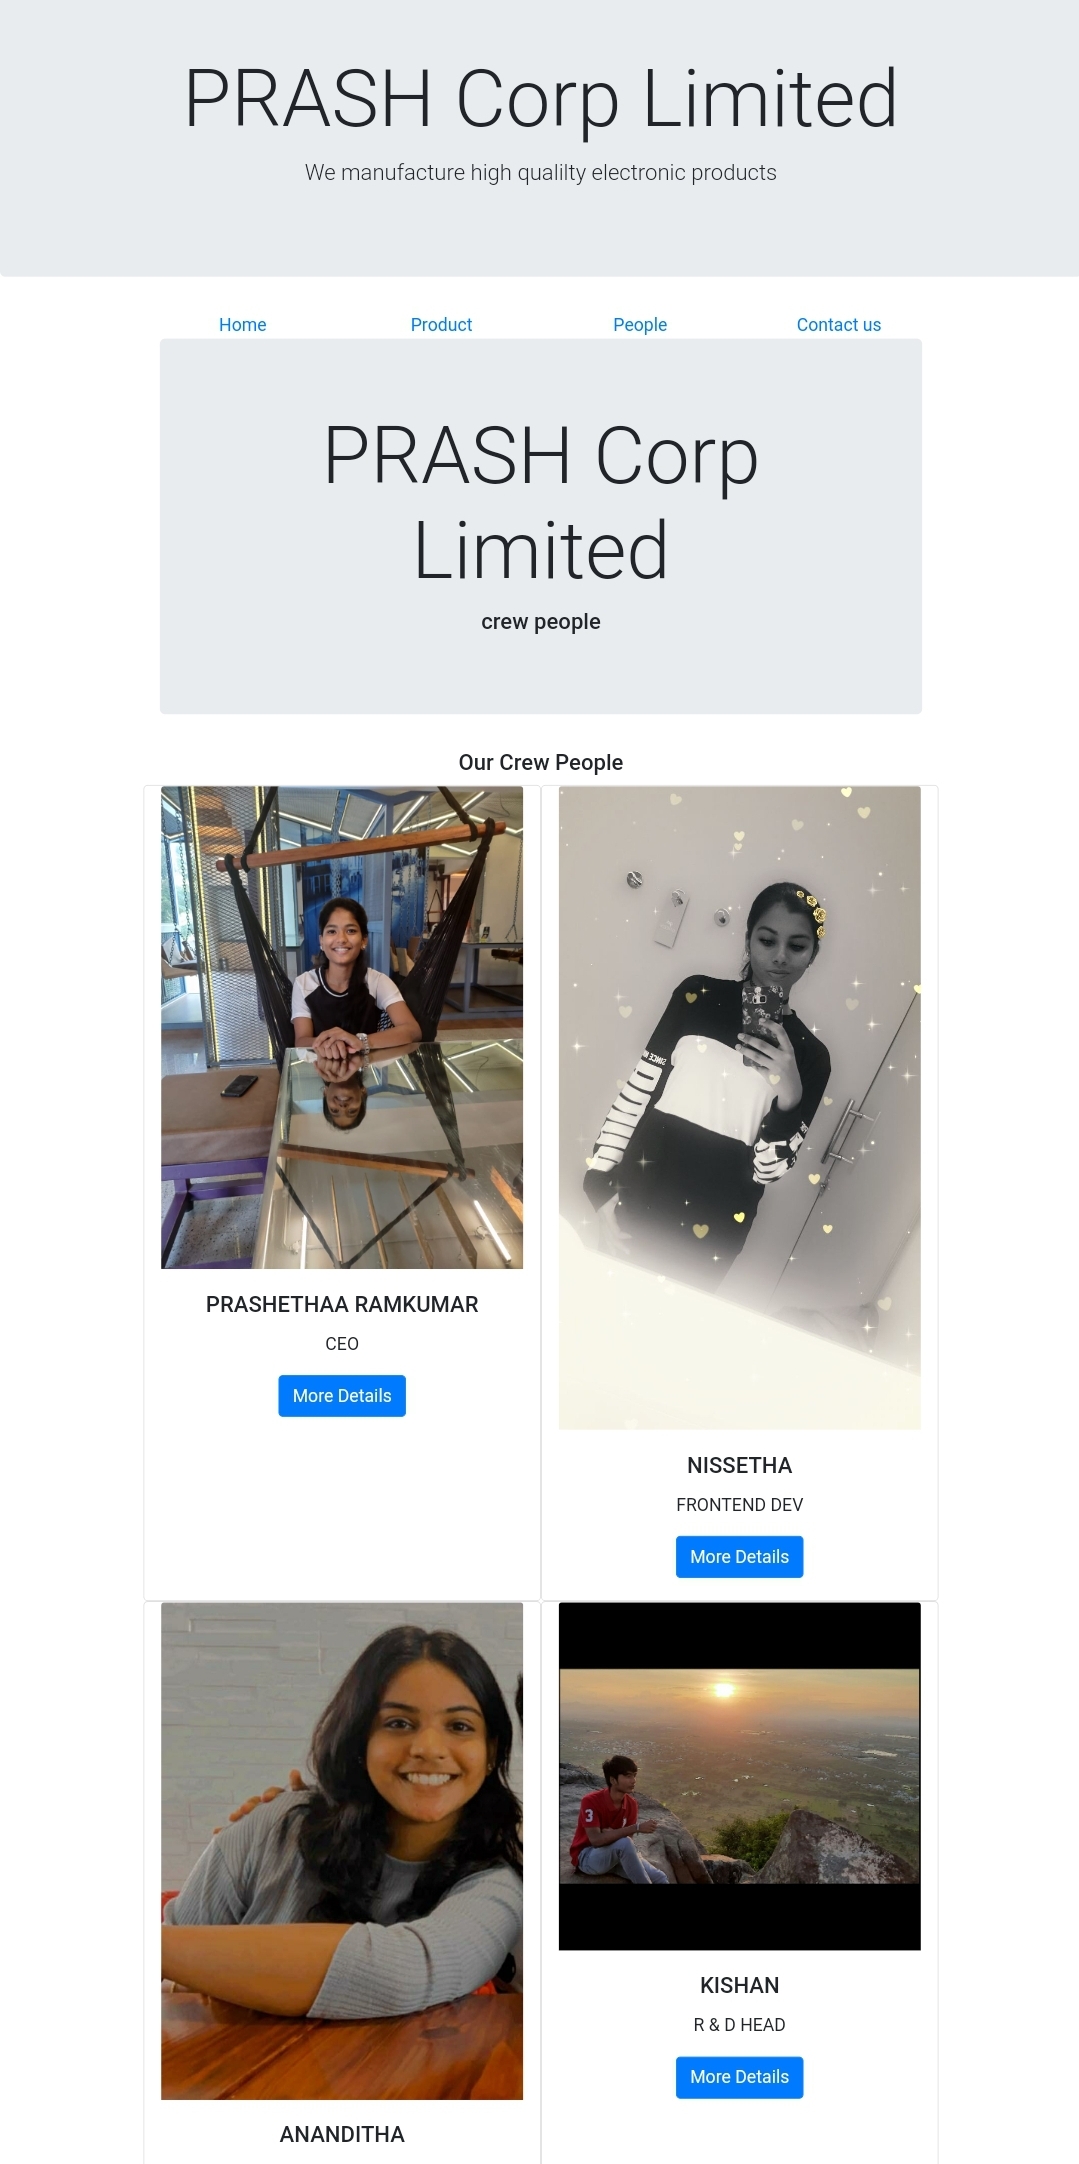 PRASH Corp Limited
We manufacture high qualilty electronic products
Home Product People Contact us
PRASH Corp
Limited
crew people
Our Crew People
PRASHETHAA RAMKUMAR
CEO
More Details
NISSETHA
FRONTEND DEV
More Details
3
KISHAN
R & D HEAD
More Details
ANANDITHA